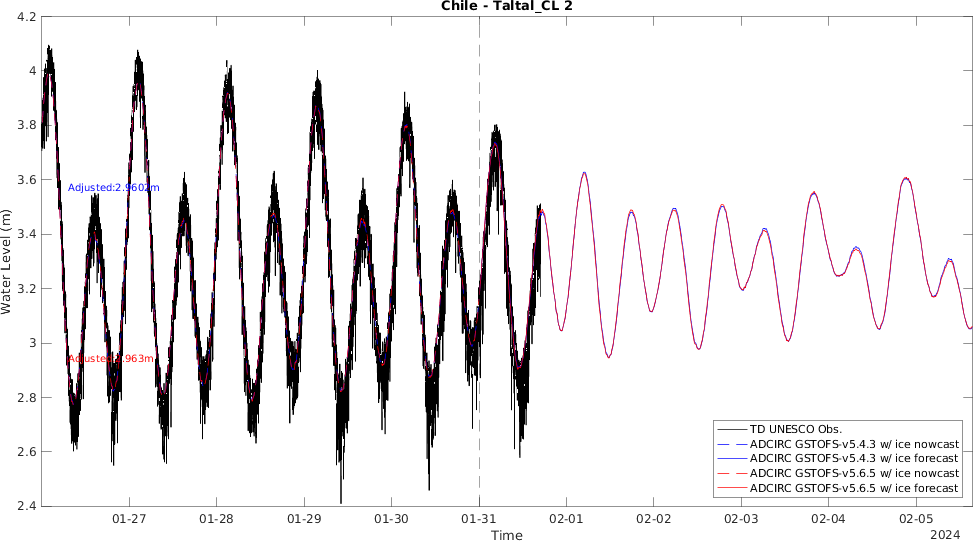 Chile - Taltal_CL 2
4.2
4
3.8
3.6
3.4
3.2
3
2.8
2.6
2.4
Water Level (m)
Adjusted:2.9602m
Adjusted:2.963m
TD UNESCO Obs.
ADCIRC GSTOFS-v5.4.3 w/ ice nowcast
ADCIRC GSTOFS-v5.4.3 w/ ice forecast
ADCIRC GSTOFS-v5.6.5 w/ ice nowcast
ADCIRC GSTOFS-v5.6.5 w/ ice forecast
01-27 01-28 01-29 01-30 01-31 02-01 02-02 02-03 02-04 02-05
Time
2024